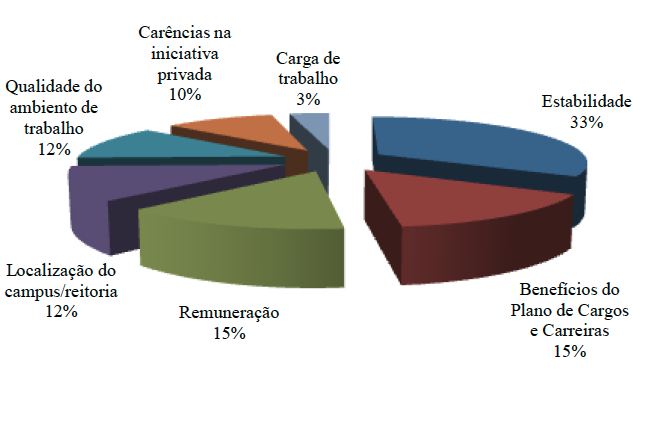 Carências na
iniciativa
privada
10%
Carga de
trabalho
3%
Estabilidade
33%
Qualidade do
ambiento de
trabalho
12%
Localização do
campus/reitoria
12%
Remuneração
15%
Benefícios do
Plano de Cargos
e Carreiras
15%